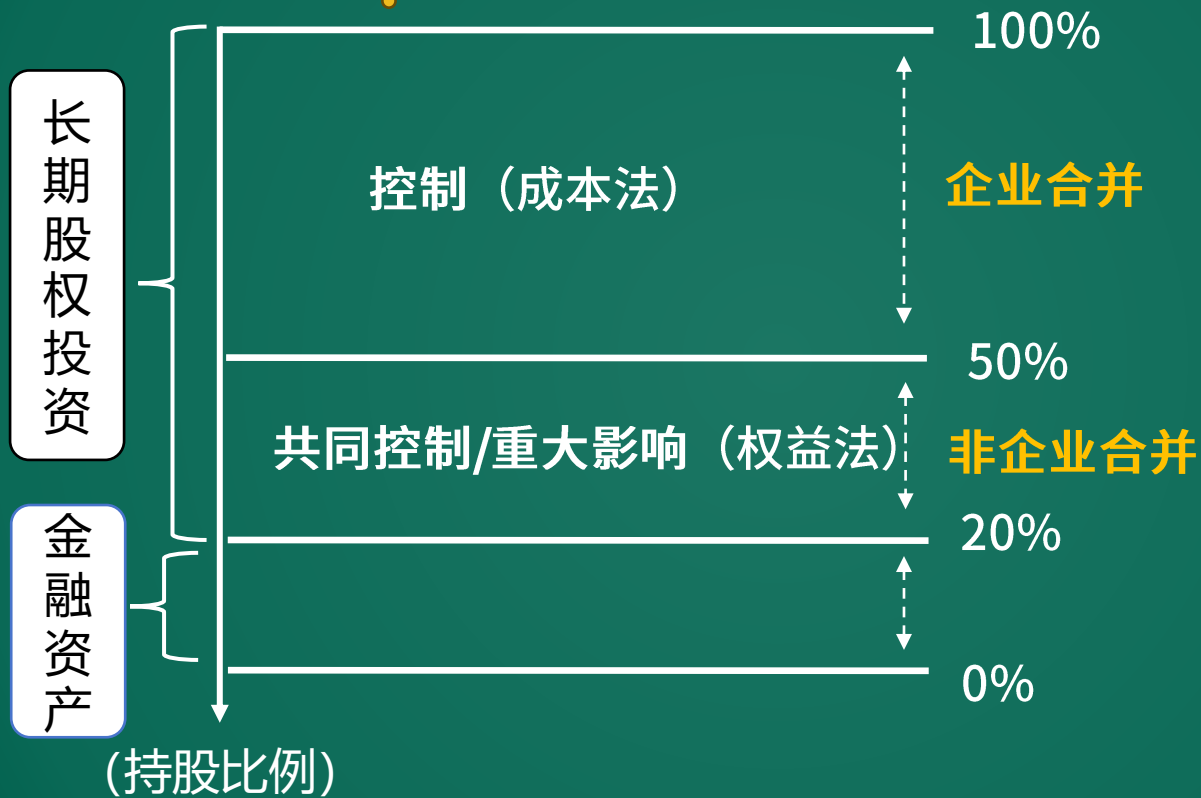 100%
长期股权投资
控制（成本法）
企业合并
50%
共同控制/重大影响（权益法）
非企业合并
20%
金融资产
0%
(持股比例)